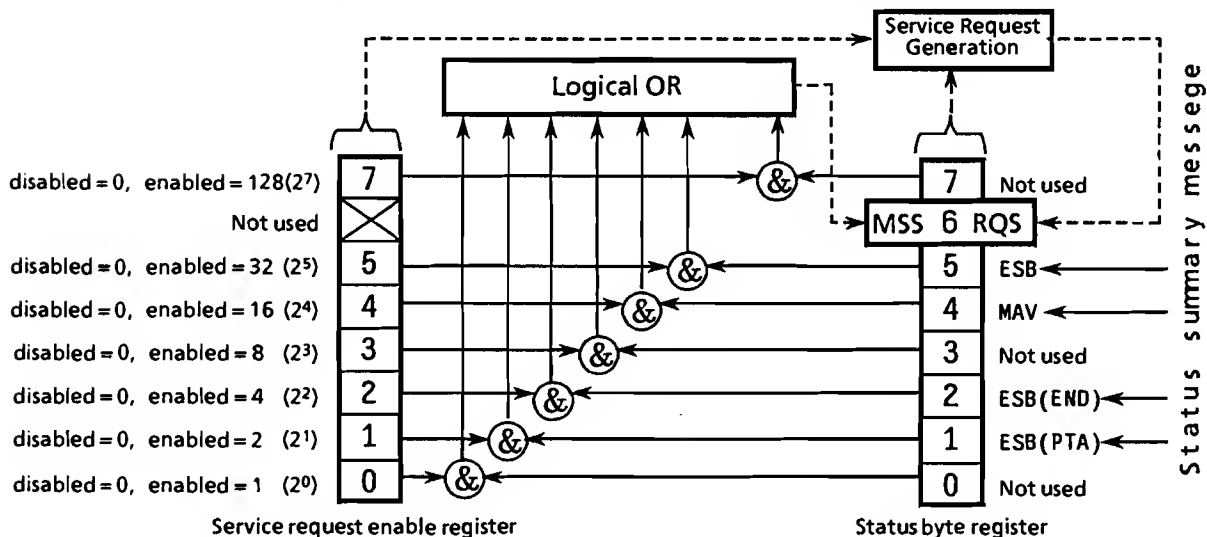 Service Request
Generation
Logical OR
disabled = 0, enabled = 128(2⁷)
7
&
7
Not used
Not used
MSS 6 RQS
disabled = 0, enabled = 32 (2⁵)
5
&
5
ESB
disabled = 0, enabled = 16 (2⁴)
4
&
4
MAV
disabled = 0, enabled = 8 (2³)
3
&
3
Not used
disabled = 0, enabled = 4 (2²)
2
&
2
ESB(END)
disabled = 0, enabled = 2 (2¹)
1
&
1
ESB(PTA)
disabled = 0, enabled = 1 (2⁰)
0
&
0
Not used
Service request enable register
Status byte register
Status summary messege